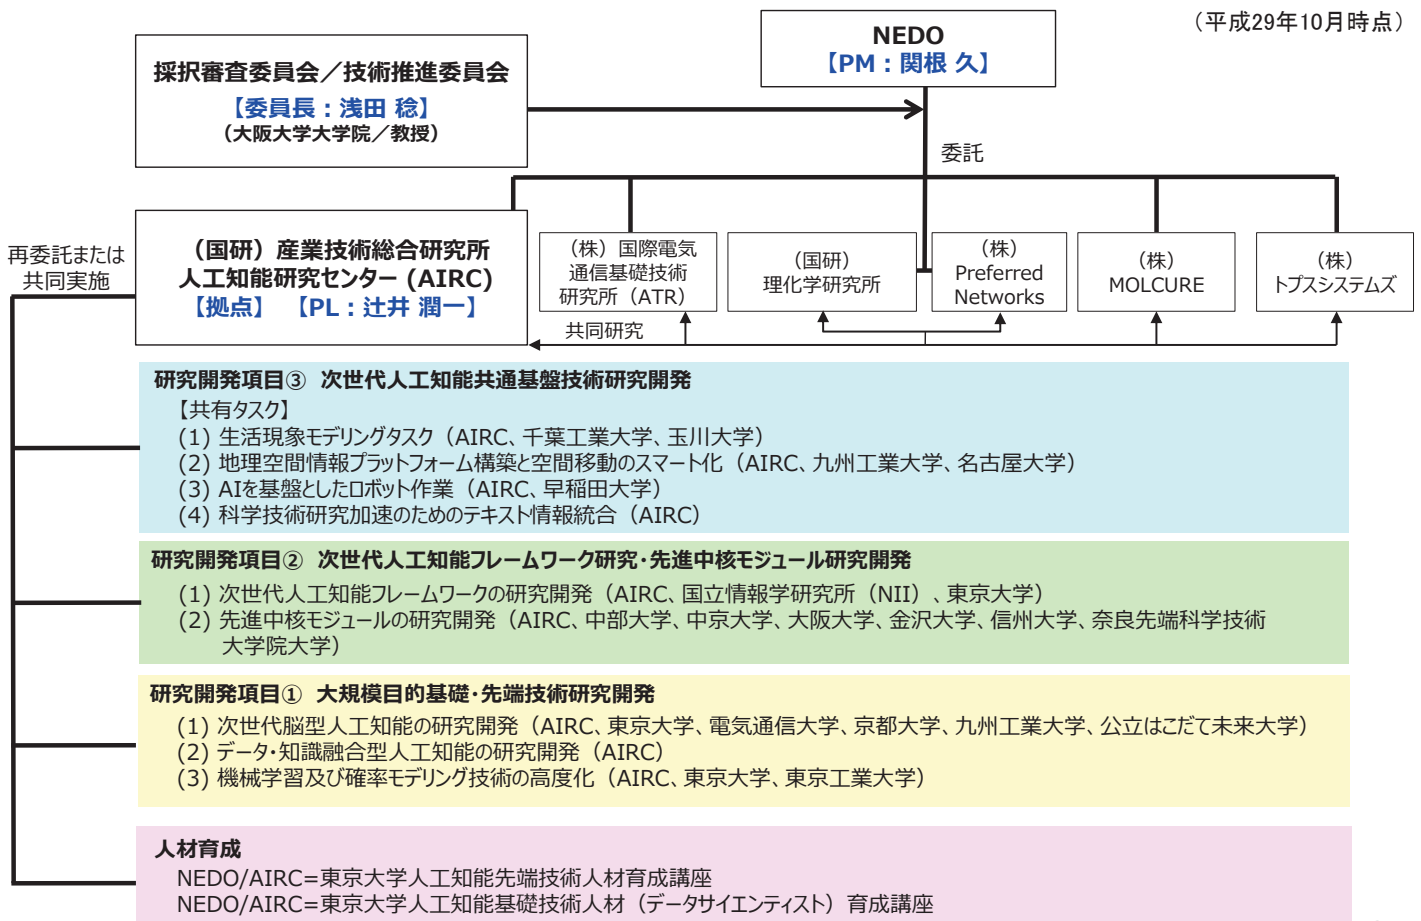 (平成29年10月時点)
NEDO
【PM：関根 久】
採択審査委員会／技術推進委員会
【委員長：浅田 稔】
(大阪大学大学院／教授)
委託
再委託または
共同実施
（国研）産業技術総合研究所
人工知能研究センター (AIRC)
【拠点】 【PL：辻井 潤一】
（株）国際電気
通信基礎技術
研究所（ATR）
（国研）
理化学研究所
（株）
Preferred
Networks
（株）
MOLCURE
（株）
トプスシステムズ
共同研究
研究開発項目③ 次世代人工知能共通基盤技術研究開発
【共有タスク】
(1) 生活現象モデリングタスク（AIRC、千葉工業大学、玉川大学）
(2) 地理空間情報プラットフォーム構築と空間移動のスマート化（AIRC、九州工業大学、名古屋大学）
(3) AIを基盤としたロボット作業（AIRC、早稲田大学）
(4) 科学技術研究加速のためのテキスト情報統合（AIRC）
研究開発項目② 次世代人工知能フレームワーク研究・先進中核モジュール研究開発
(1) 次世代人工知能フレームワークの研究開発（AIRC、国立情報学研究所（NII）、東京大学）
(2) 先進中核モジュールの研究開発（AIRC、中部大学、中京大学、大阪大学、金沢大学、信州大学、奈良先端科学技術
大学院大学）
研究開発項目① 大規模目的基礎・先端技術研究開発
(1) 次世代脳型人工知能の研究開発（AIRC、東京大学、電気通信大学、京都大学、九州工業大学、公立はこだて未来大学）
(2) データ・知識融合型人工知能の研究開発（AIRC）
(3) 機械学習及び確率モデリング技術の高度化（AIRC、東京大学、東京工業大学）
人材育成
NEDO/AIRC=東京大学人工知能先端技術人材育成講座
NEDO/AIRC=東京大学人工知能基礎技術人材（データサイエンティスト）育成講座